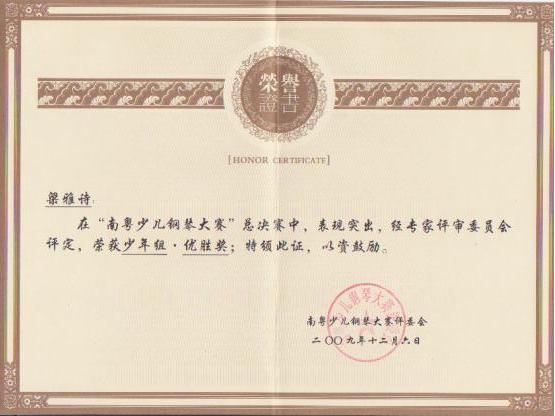 榮譽
證書
[HONOR CERTIFICATE]
梁雅诗:
在“南粤少儿钢琴大赛”总决赛中，表现突出，经专家评审委员会
评定，荣获少年组·优胜奖；特颁此证，以资鼓励。
南粤少儿钢琴大赛评委会
二〇〇九年十二月六日
儿钢琴大赛